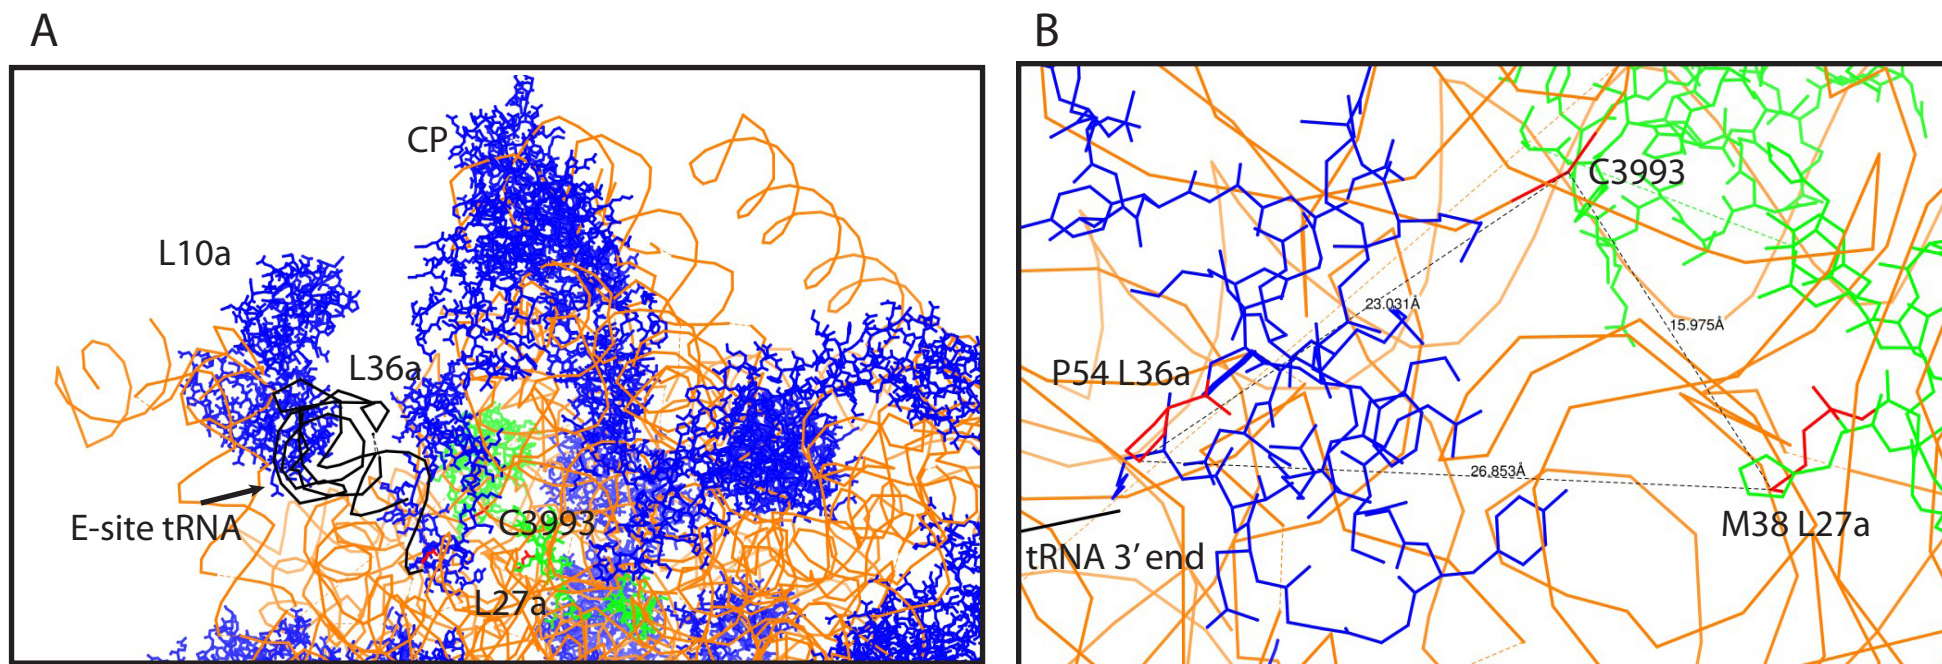 A
CP
L10a
L36a
C3993
E-site tRNA
L27a
B
C3993
23.031Å
15.975Å
P54 L36a
26.853Å
M38 L27a
tRNA 3’ end